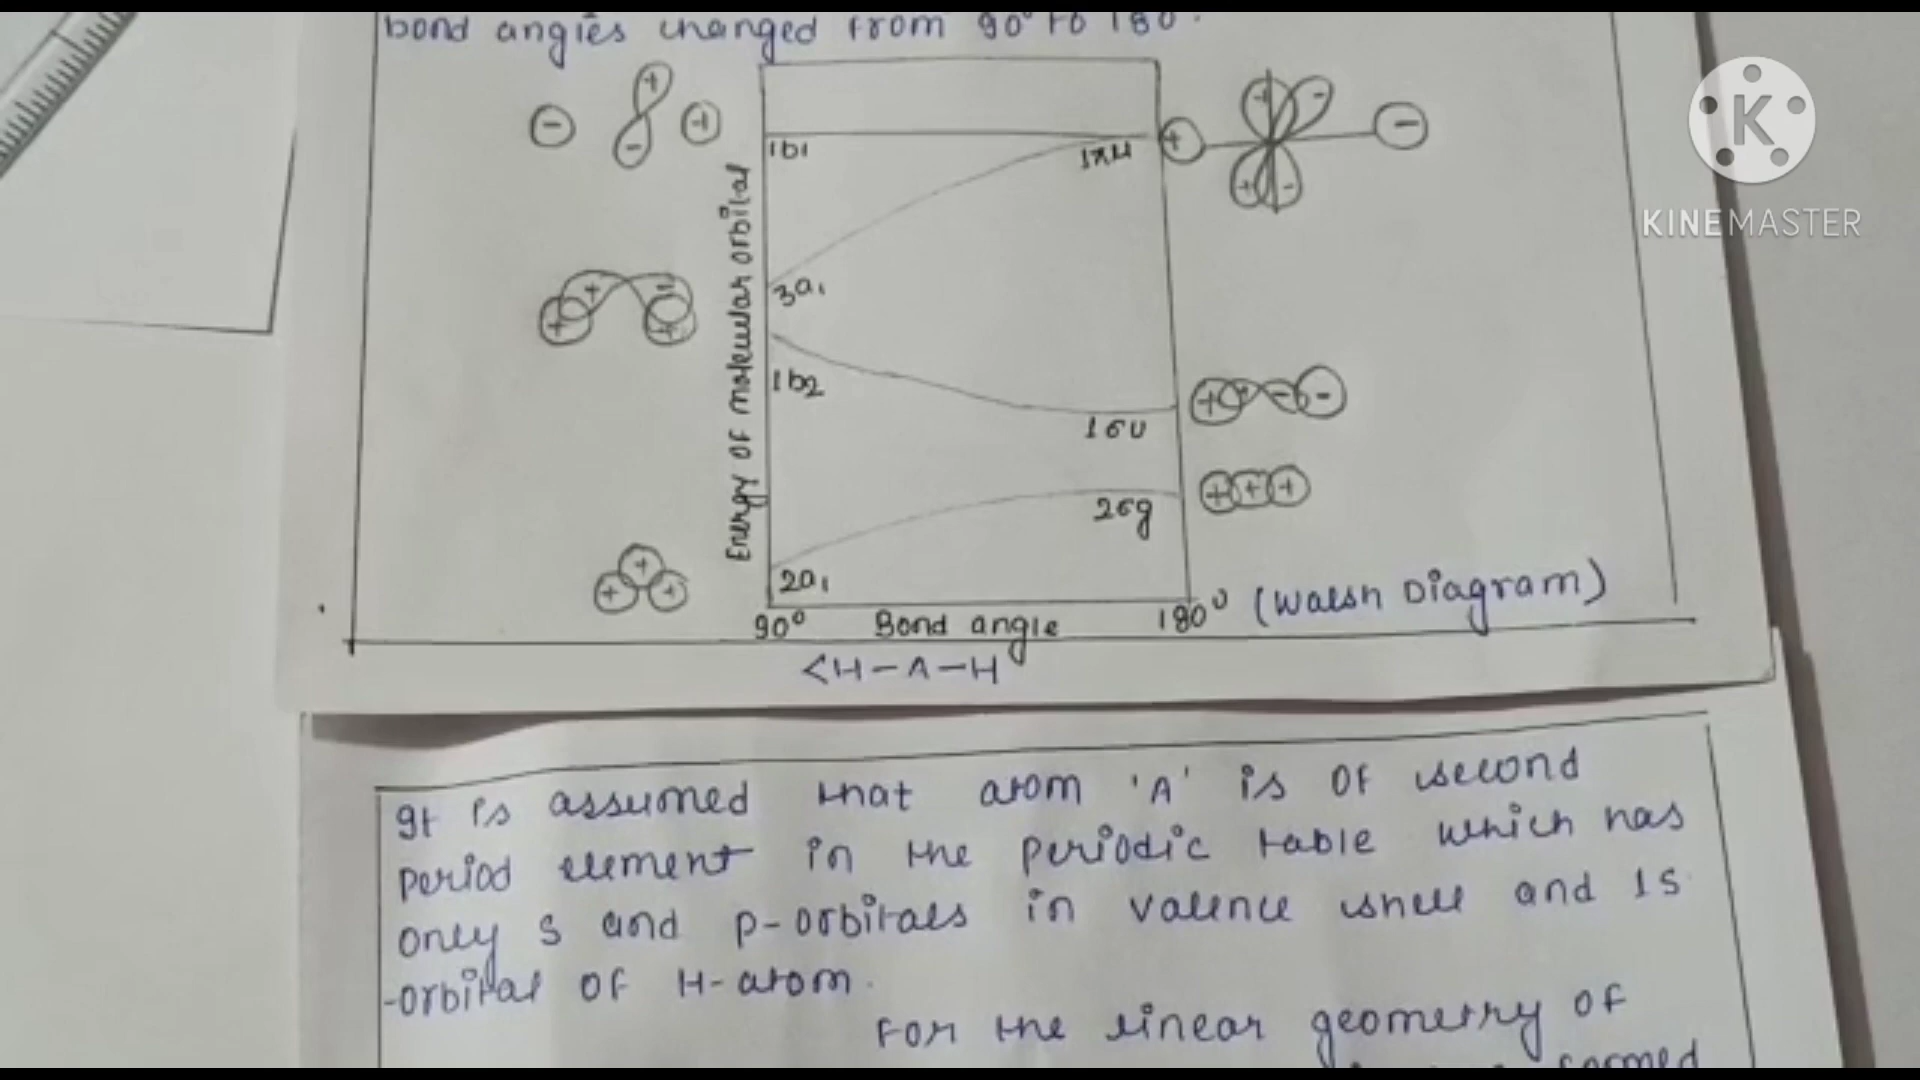 bond angles changed from 90° to 180°.
1b1
1πu
3a1
1b2
1σu
2σg
2a1
Energy of molecular orbital
90° Bond angle 180°
<H-A-H
(Walsh Diagram)
K
KINEMASTER
It is assumed that atom 'A' is of second
period element in the periodic table which has
only s and p-orbitals in valence shell and 1s
-orbital of H-atom.
For the linear geometry of
formed